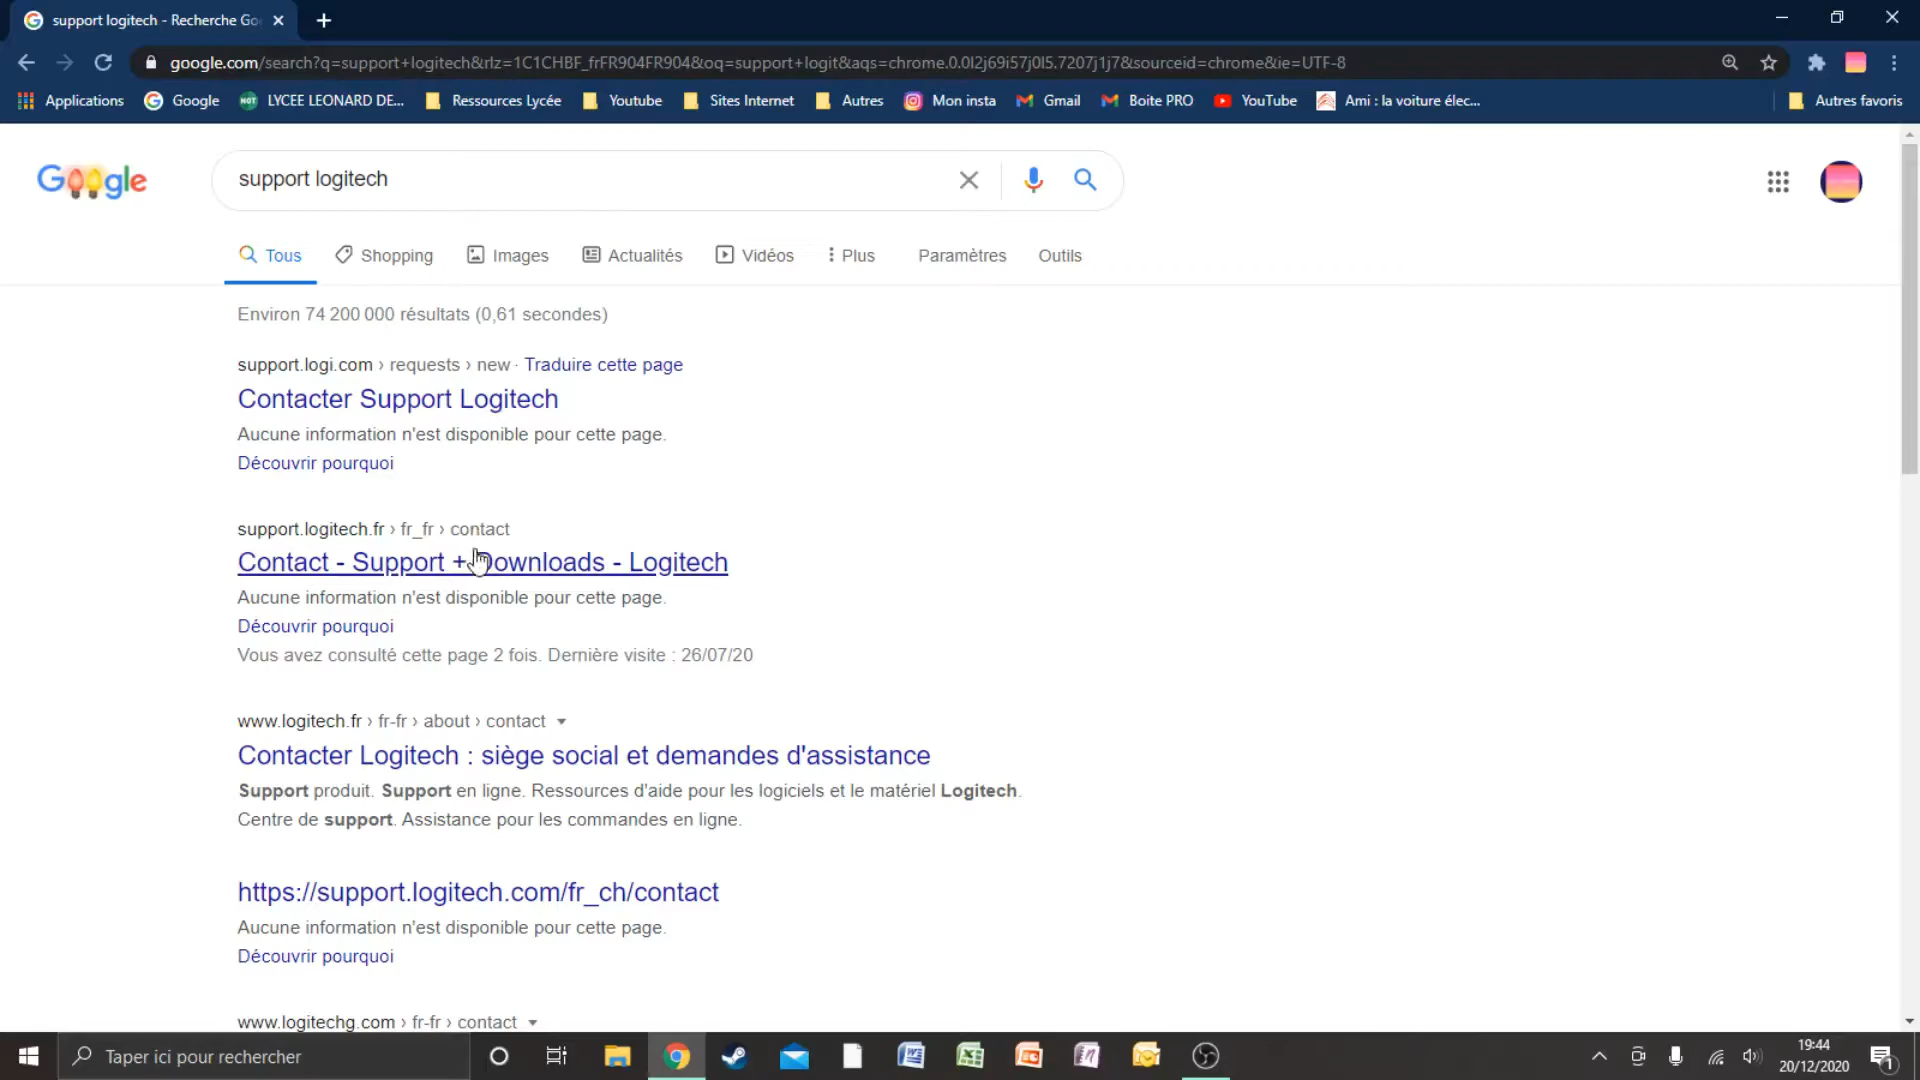 support logitech - Recherche Go
google.com/search?q=support+logitech&rlz=1C1CHBF_frFR904FR904&oq=support+logit&aqs=chrome.0.0l2j69i57j0l5.7207j1j7&sourceid=chrome&ie=UTF-8
Applications Google LYCEE LEONARD DE... Ressources Lycée Youtube Sites Internet Autres Mon insta Gmail Boite PRO YouTube Ami : la voiture élec... Autres favoris
Google support logitech
Tous Shopping Images Actualités Vidéos Plus Paramètres Outils
Environ 74 200 000 résultats (0,61 secondes)
support.logi.com › requests › new · Traduire cette page
Contacter Support Logitech
Aucune information n'est disponible pour cette page.
Découvrir pourquoi
support.logitech.fr › fr_fr › contact
Contact - Support + Downloads - Logitech
Aucune information n'est disponible pour cette page.
Découvrir pourquoi
Vous avez consulté cette page 2 fois. Dernière visite : 26/07/20
www.logitech.fr › fr-fr › about › contact
Contacter Logitech : siège social et demandes d'assistance
Support produit. Support en ligne. Ressources d'aide pour les logiciels et le matériel Logitech.
Centre de support. Assistance pour les commandes en ligne.
https://support.logitech.com/fr_ch/contact
Aucune information n'est disponible pour cette page.
Découvrir pourquoi
www.logitechg.com › fr-fr › contact
Taper ici pour rechercher
19:44
20/12/2020
1